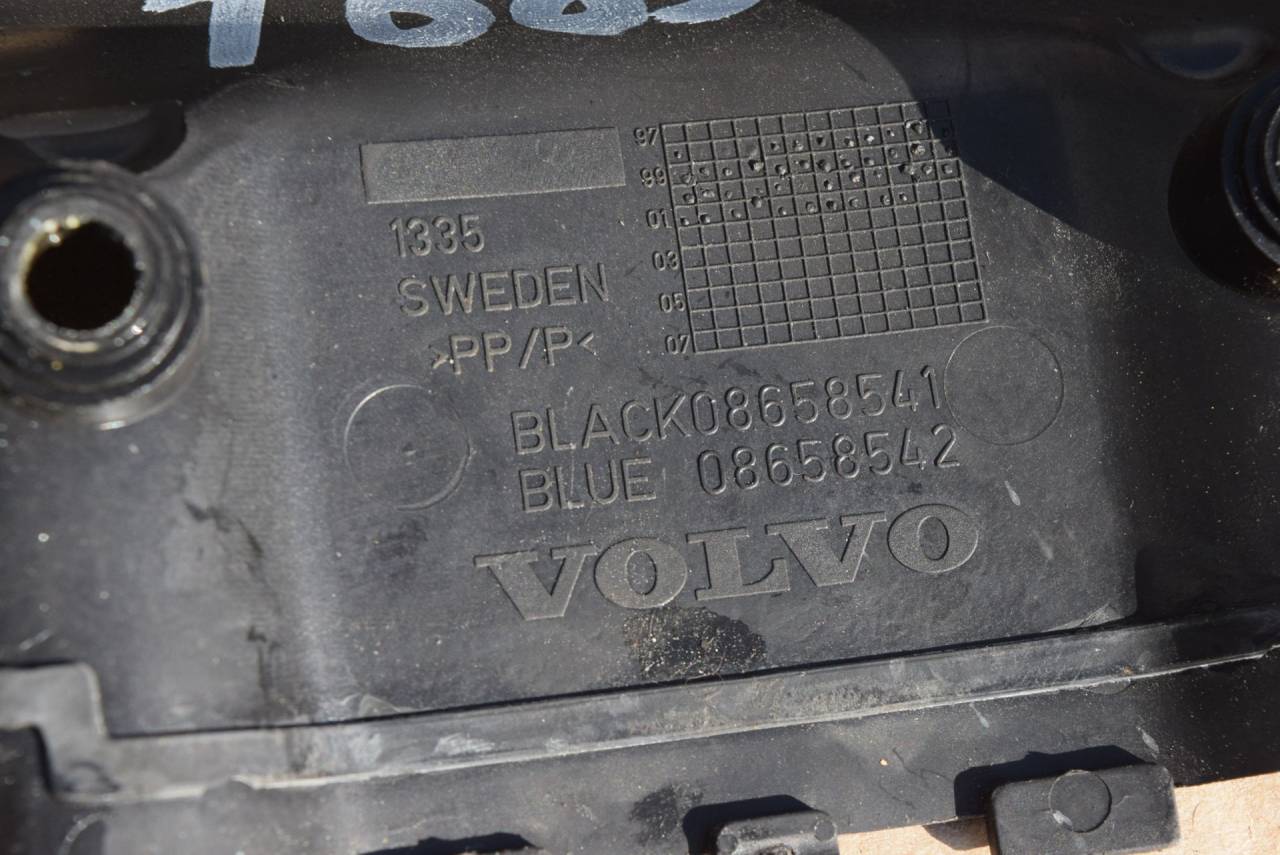 1335
SWEDEN
>PP/P<
97
99
01
03
05
07
BLACK08658541
BLUE 08658542
VOLVO